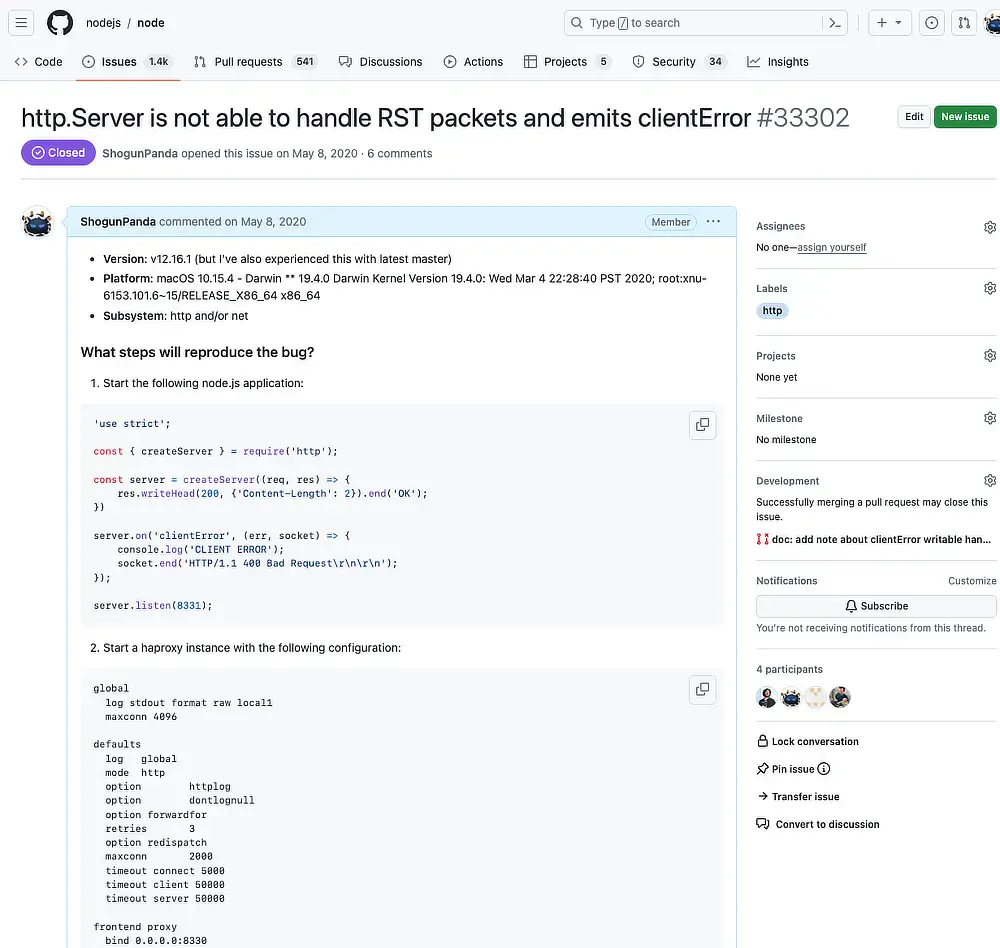 nodejs / node
Type / to search
Code
Issues 1.4k
Pull requests 541
Discussions
Actions
Projects 5
Security 34
Insights
http.Server is not able to handle RST packets and emits clientError #33302
Edit
New issue
Closed
ShogunPanda opened this issue on May 8, 2020 · 6 comments
ShogunPanda commented on May 8, 2020
Member
• Version: v12.16.1 (but I've also experienced this with latest master)
• Platform: macOS 10.15.4 - Darwin ** 19.4.0 Darwin Kernel Version 19.4.0: Wed Mar 4 22:28:40 PST 2020; root:xnu-
6153.101.6~15/RELEASE_X86_64 x86_64
• Subsystem: http and/or net
What steps will reproduce the bug?
1. Start the following node.js application:
'use strict';
const { createServer } = require('http');
const server = createServer((req, res) => {
res.writeHead(200, {'Content-Length': 2}).end('OK');
})
server.on('clientError', (err, socket) => {
console.log('CLIENT ERROR');
socket.end('HTTP/1.1 400 Bad Request\r\n\r\n');
});
server.listen(8331);
2. Start a haproxy instance with the following configuration:
global
log stdout format raw local1
maxconn 4096
defaults
log global
mode http
option httplog
option dontlognull
option forwardfor
retries 3
option redispatch
maxconn 2000
timeout connect 5000
timeout client 50000
timeout server 50000
frontend proxy
bind 0.0.0.0:8330
Assignees
No one—assign yourself
Labels
http
Projects
None yet
Milestone
No milestone
Development
Successfully merging a pull request may close this
issue.
doc: add note about clientError writable han...
Notifications
Customize
Subscribe
You're not receiving notifications from this thread.
4 participants
Lock conversation
Pin issue
Transfer issue
Convert to discussion